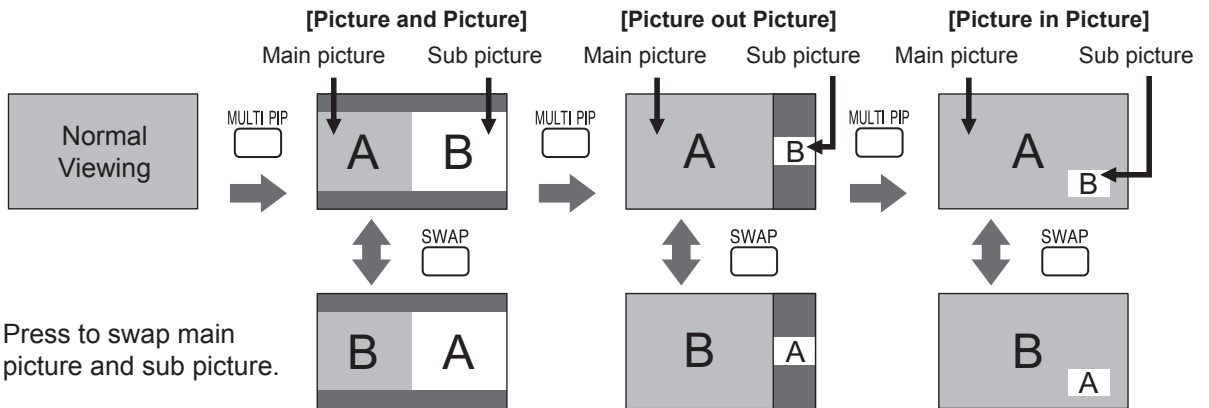 [Picture and Picture] [Picture out Picture] [Picture in Picture]
Main picture Sub picture Main picture Sub picture Main picture Sub picture
Normal
Viewing
MULTI PIP
A B
MULTI PIP
A B
MULTI PIP
A
B
SWAP SWAP SWAP
Press to swap main
picture and sub picture.
B A
B A
B
A